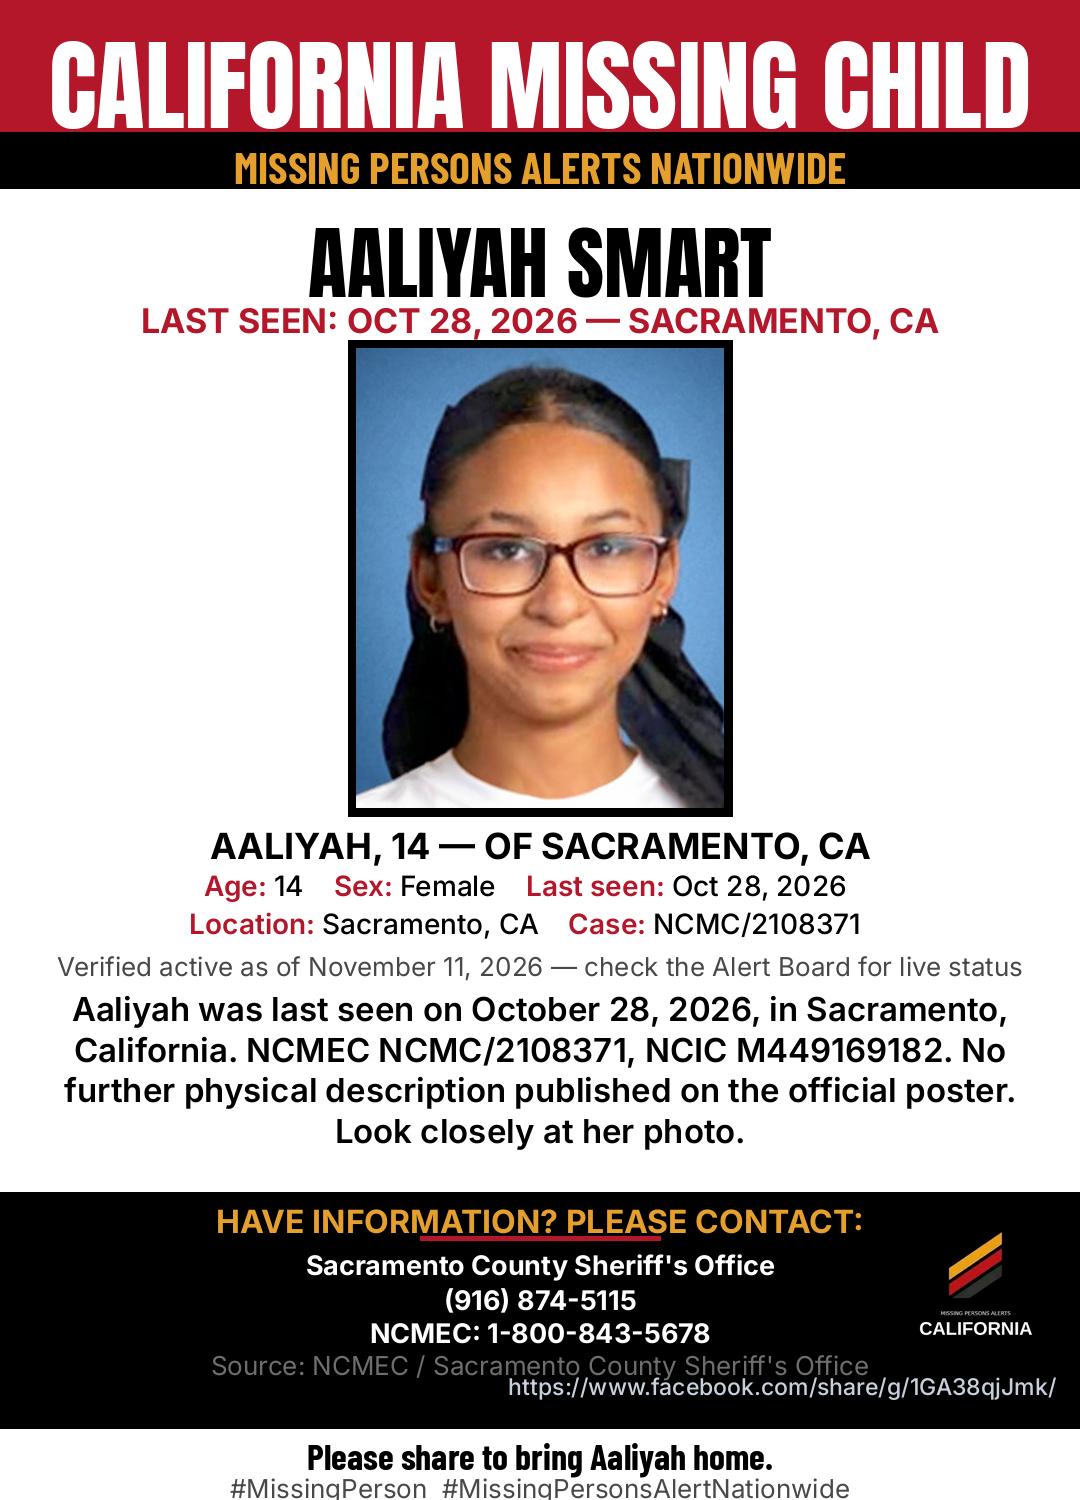 CALIFORNIA MISSING CHILD
MISSING PERSONS ALERTS NATIONWIDE
AALIYAH SMART
LAST SEEN: OCT 28, 2026 — SACRAMENTO, CA
AALIYAH, 14 — OF SACRAMENTO, CA
Age: 14 Sex: Female Last seen: Oct 28, 2026
Location: Sacramento, CA Case: NCMC/2108371
Verified active as of November 11, 2026 — check the Alert Board for live status
Aaliyah was last seen on October 28, 2026, in Sacramento,
California. NCMEC NCMC/2108371, NCIC M449169182. No
further physical description published on the official poster.
Look closely at her photo.
HAVE INFORMATION? PLEASE CONTACT:
Sacramento County Sheriff's Office
(916) 874-5115
NCMEC: 1-800-843-5678
Source: NCMEC / Sacramento County Sheriff's Office
MISSING PERSONS ALERTS
CALIFORNIA
https://www.facebook.com/share/g/1GA38qjJmk/
Please share to bring Aaliyah home.
#MissingPerson #MissingPersonsAlertNationwide